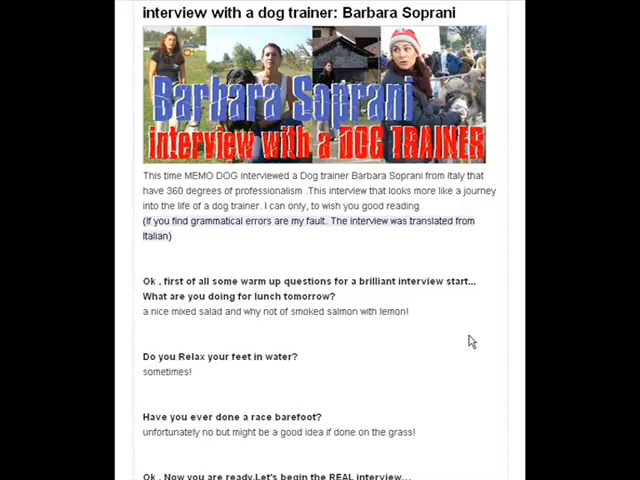 interview with a dog trainer: Barbara Soprani
Barbara Soprani
interview with a DOG TRAINER
This time MEMO DOG interviewed a Dog trainer Barbara Soprani from Italy that
have 360 degrees of professionalism .This interview that looks more like a journey
into the life of a dog trainer. I can only, to wish you good reading
(If you find grammatical errors are my fault. The interview was translated from
Italian)
Ok , first of all some warm up questions for a brilliant interview start...
What are you doing for lunch tomorrow?
a nice mixed salad and why not of smoked salmon with lemon!
Do you Relax your feet in water?
sometimes!
Have you ever done a race barefoot?
unfortunately no but might be a good idea if done on the grass!
Ok , Now you are ready.Let's begin the REAL interview...